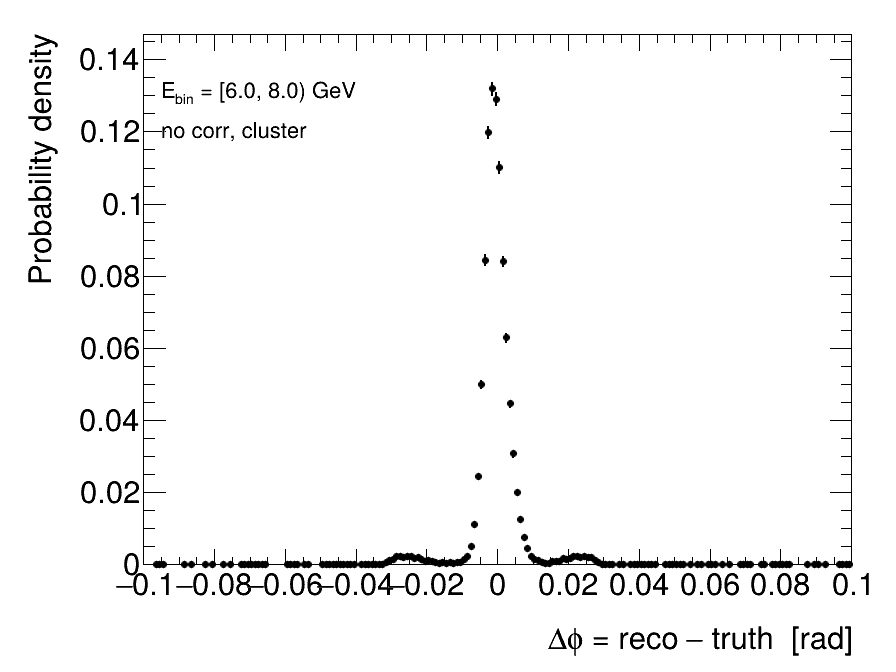 Probability density
0.14
0.12
0.1
0.08
0.06
0.04
0.02
0
E_bin = [6.0, 8.0) GeV
no corr, cluster
−0.1 −0.08 −0.06 −0.04 −0.02 0 0.02 0.04 0.06 0.08 0.1
Δϕ = reco − truth [rad]